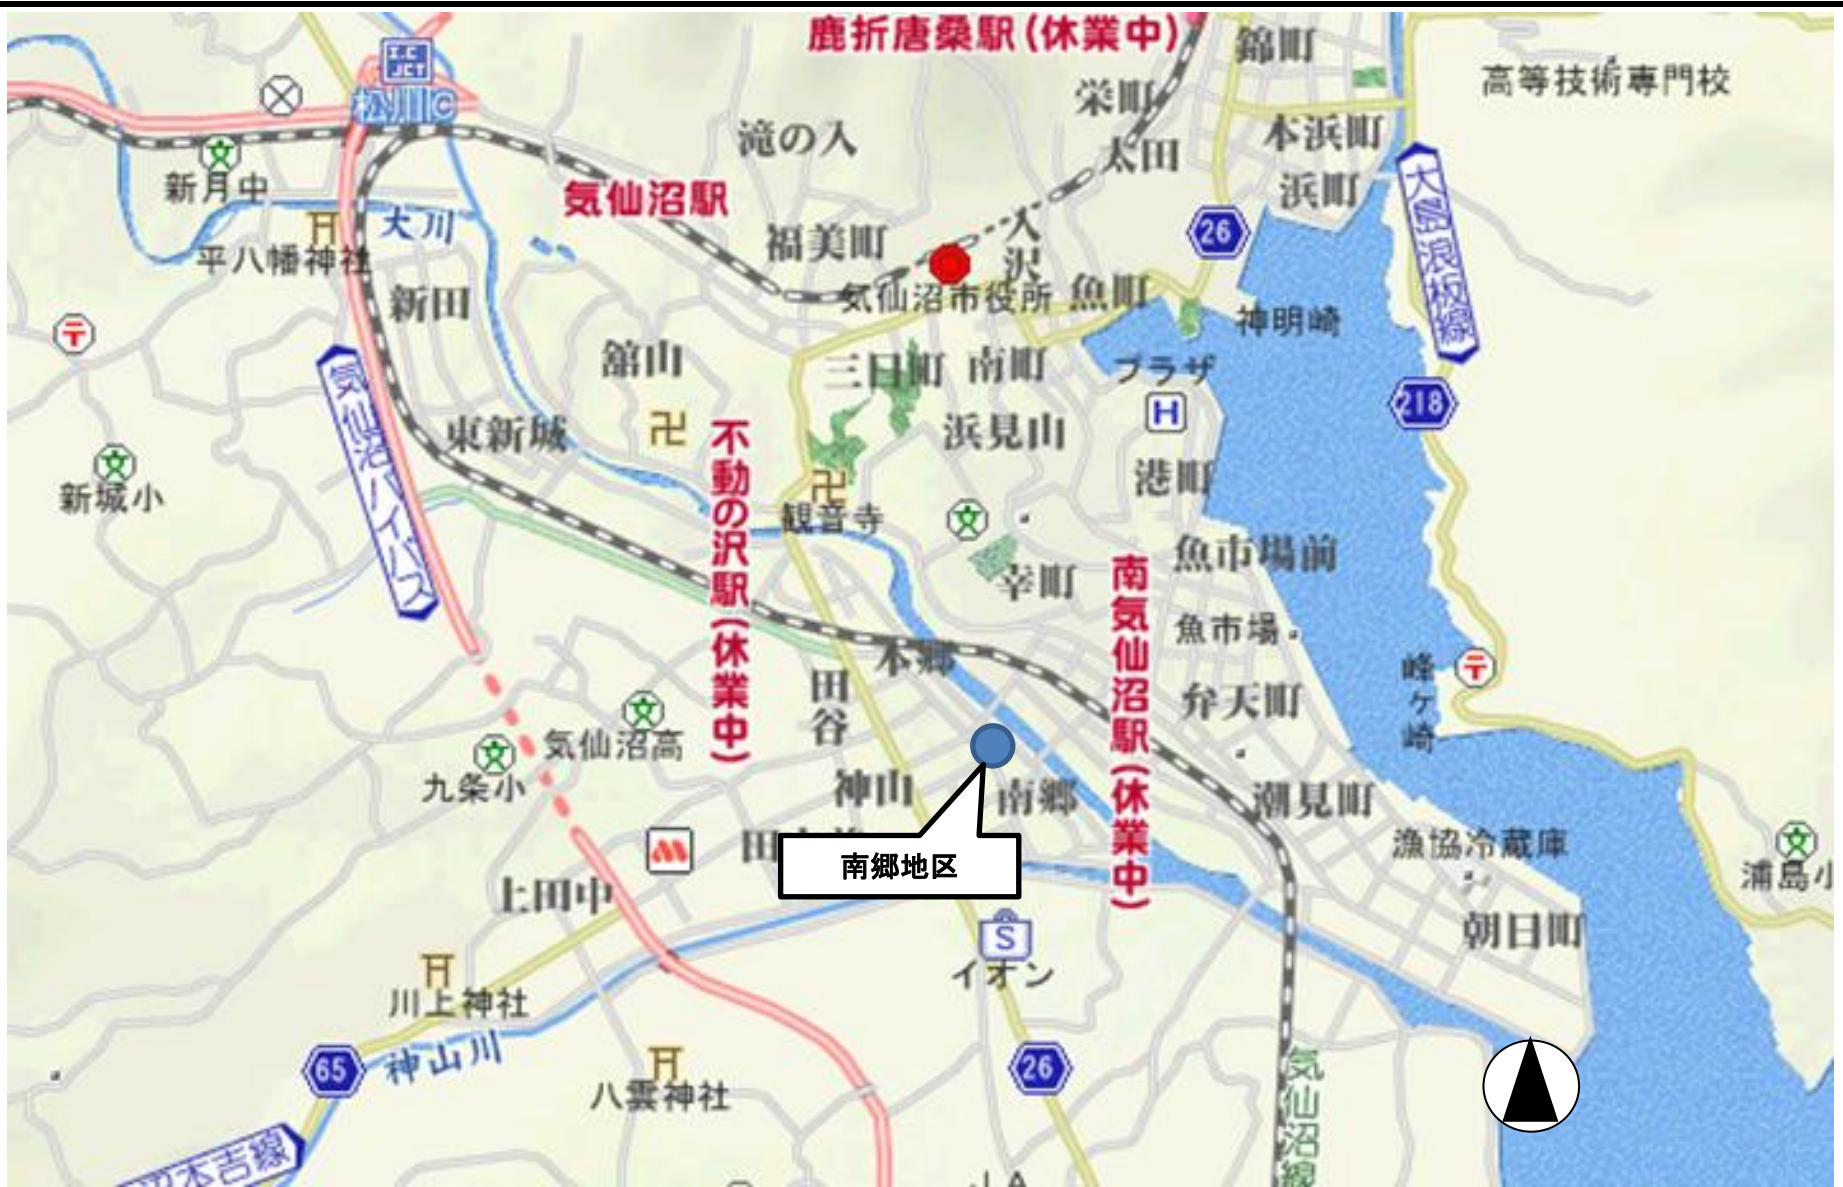 鹿折唐桑駅(休業中)
錦町
高等技術専門校
I.C
JCT
松川C
栄町
本浜町
滝の入
太田
新月中
浜町
気仙沼駅
大川
26
大島浪板線
平八幡神社
福美町
入沢
新田
気仙沼市役所
魚町
神明崎
〒
舘山
三日町
南町
プラザ
気仙沼バイパス
H
218
東新城
浜見山
不動の沢駅(休業中)
港町
新城小
観音寺
魚市場前
幸町
南気仙沼駅(休業中)
魚市場
本郷
田谷
弁天町
峰ヶ崎
〒
気仙沼高
九条小
神山
南郷
潮見町
漁協冷蔵庫
南郷地区
浦島小
上田中
朝日町
S
イオン
川上神社
神山川
65
八雲神社
26
気仙沼線
本吉線